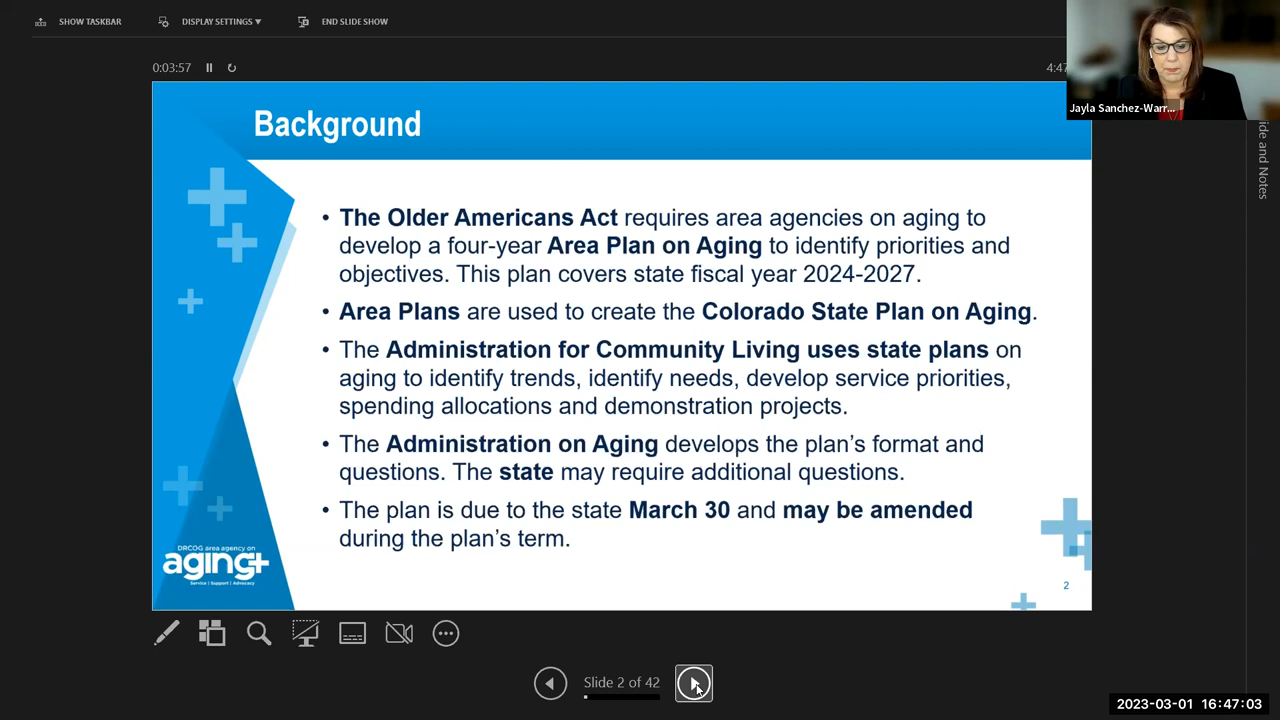 SHOW TASKBAR
DISPLAY SETTINGS ▼
END SLIDE SHOW
0:03:57
4:47
Jayla Sanchez-Warr...
Background
• The Older Americans Act requires area agencies on aging to
develop a four-year Area Plan on Aging to identify priorities and
objectives. This plan covers state fiscal year 2024-2027.
• Area Plans are used to create the Colorado State Plan on Aging.
• The Administration for Community Living uses state plans on
aging to identify trends, identify needs, develop service priorities,
spending allocations and demonstration projects.
• The Administration on Aging develops the plan's format and
questions. The state may require additional questions.
• The plan is due to the state March 30 and may be amended
during the plan's term.
DRCOG area agency on
aging+
Service | Support | Advocacy
2
ide and Notes
Slide 2 of 42
2023-03-01 16:47:03